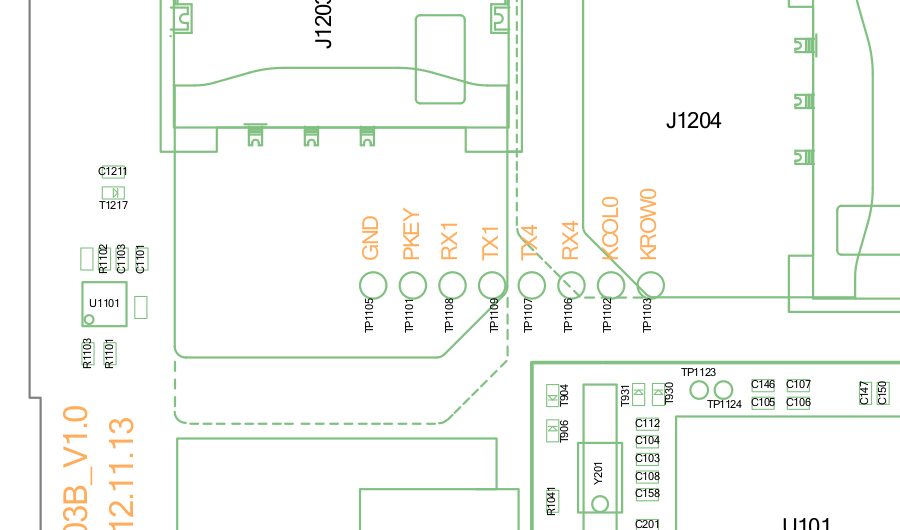 J1203
J1204
C1211
T1217
GND
PKEY
RX1
TX1
TX4
RX4
KCOL0
KROW0
R1102
C1103
C1101
U1101
TP1105
TP1101
TP1108
TP1109
TP1107
TP1106
TP1102
TP1103
R1103
R1101
TP1123
TP1124
T904
T906
T931
T930
C146
C107
C105
C106
C147
C150
C112
C104
C103
C108
C158
C201
Y201
R1041
U101
03B_V1.0
12.11.13